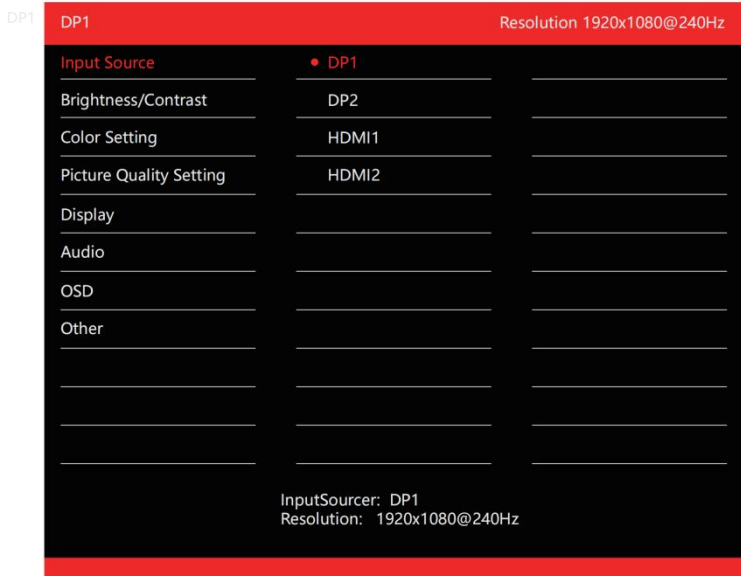 DP1
DP1 Resolution 1920x1080@240Hz
Input Source DP1
Brightness/Contrast DP2
Color Setting HDMI1
Picture Quality Setting HDMI2
Display
Audio
OSD
Other
InputSourcer: DP1
Resolution: 1920x1080@240Hz